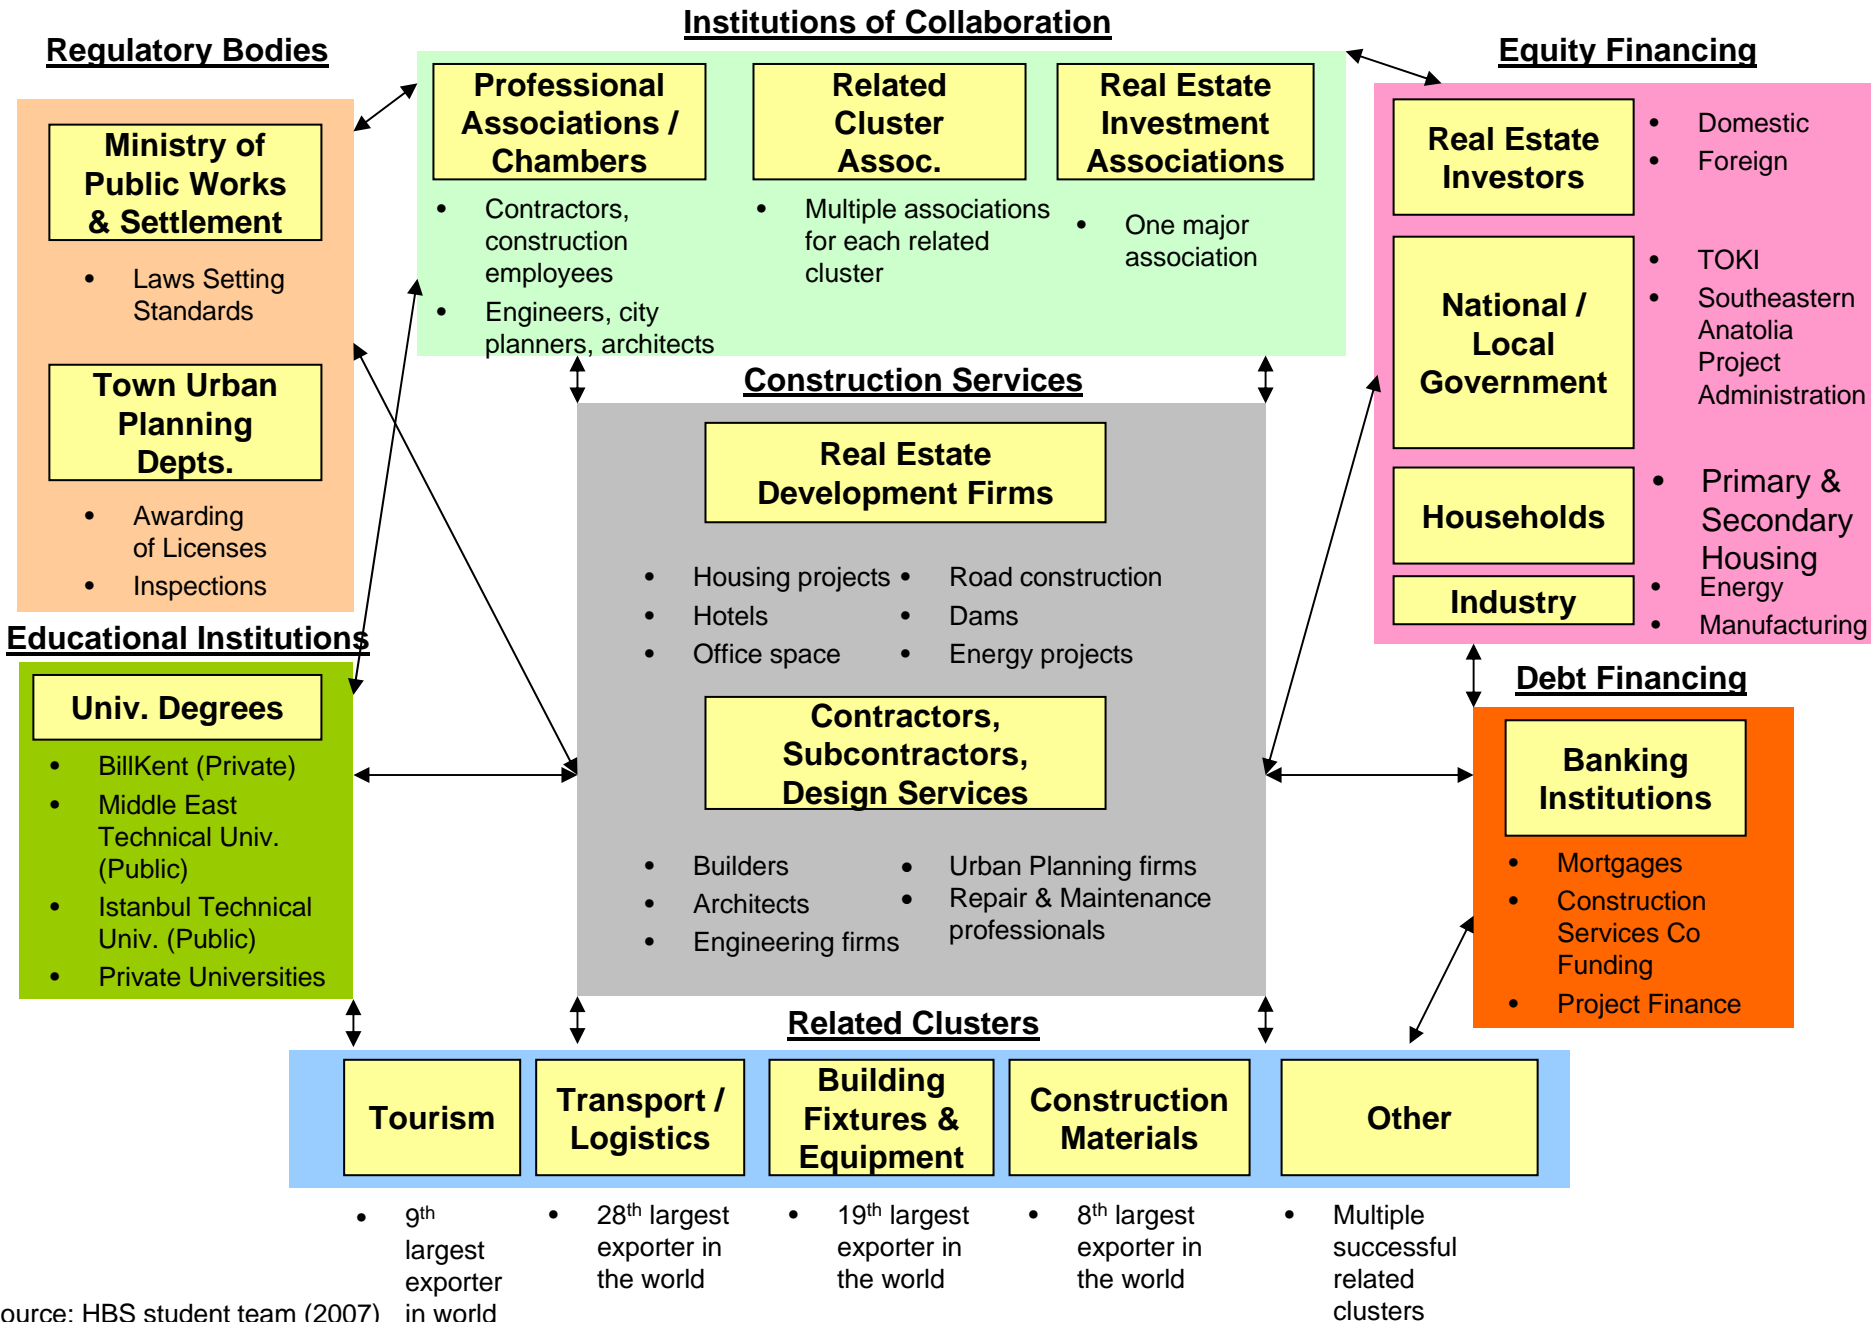 Institutions of Collaboration
Regulatory Bodies
Equity Financing
Ministry of
Public Works
& Settlement
• Laws Setting
Standards
Town Urban
Planning
Depts.
• Awarding
of Licenses
• Inspections
Professional
Associations /
Chambers
• Contractors,
construction
employees
• Engineers, city
planners, architects
Related
Cluster
Assoc.
• Multiple associations
for each related
cluster
Real Estate
Investment
Associations
• One major
association
Real Estate
Investors
• Domestic
• Foreign
National /
Local
Government
• TOKI
• Southeastern
Anatolia
Project
Administration
Households
• Primary &
Secondary
Housing
Industry
• Energy
• Manufacturing
Construction Services
Real Estate
Development Firms
• Housing projects
• Hotels
• Office space
• Road construction
• Dams
• Energy projects
Contractors,
Subcontractors,
Design Services
• Builders
• Architects
• Engineering firms
• Urban Planning firms
• Repair & Maintenance
professionals
Educational Institutions
Univ. Degrees
• BillKent (Private)
• Middle East
Technical Univ.
(Public)
• Istanbul Technical
Univ. (Public)
• Private Universities
Debt Financing
Banking
Institutions
• Mortgages
• Construction
Services Co
Funding
• Project Finance
Related Clusters
Tourism
• 9th
largest
exporter
in world
Transport /
Logistics
• 28th largest
exporter in
the world
Building
Fixtures &
Equipment
• 19th largest
exporter in
the world
Construction
Materials
• 8th largest
exporter in
the world
Other
• Multiple
successful
related
clusters
ource: HBS student team (2007)